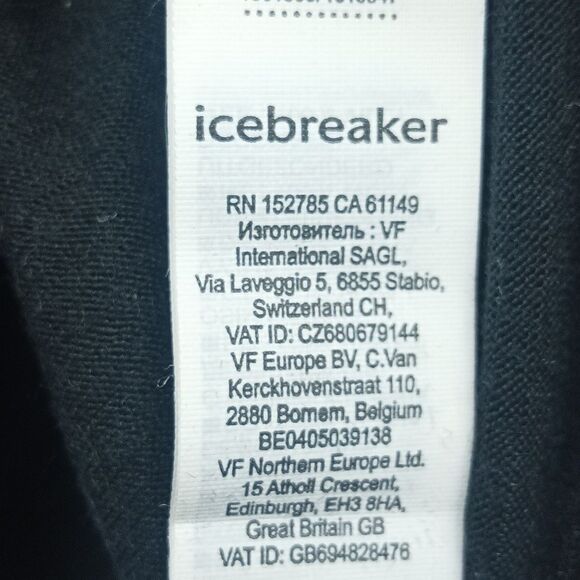 icebreaker
RN 152785 CA 61149
Изготовитель : VF
International SAGL,
Via Laveggio 5, 6855 Stabio,
Switzerland CH,
VAT ID: CZ680679144
VF Europe BV, C.Van
Kerckhovenstraat 110,
2880 Bornem, Belgium
BE0405039138
VF Northern Europe Ltd.
15 Atholl Crescent,
Edinburgh, EH3 8HA,
Great Britain GB
VAT ID: GB694828476